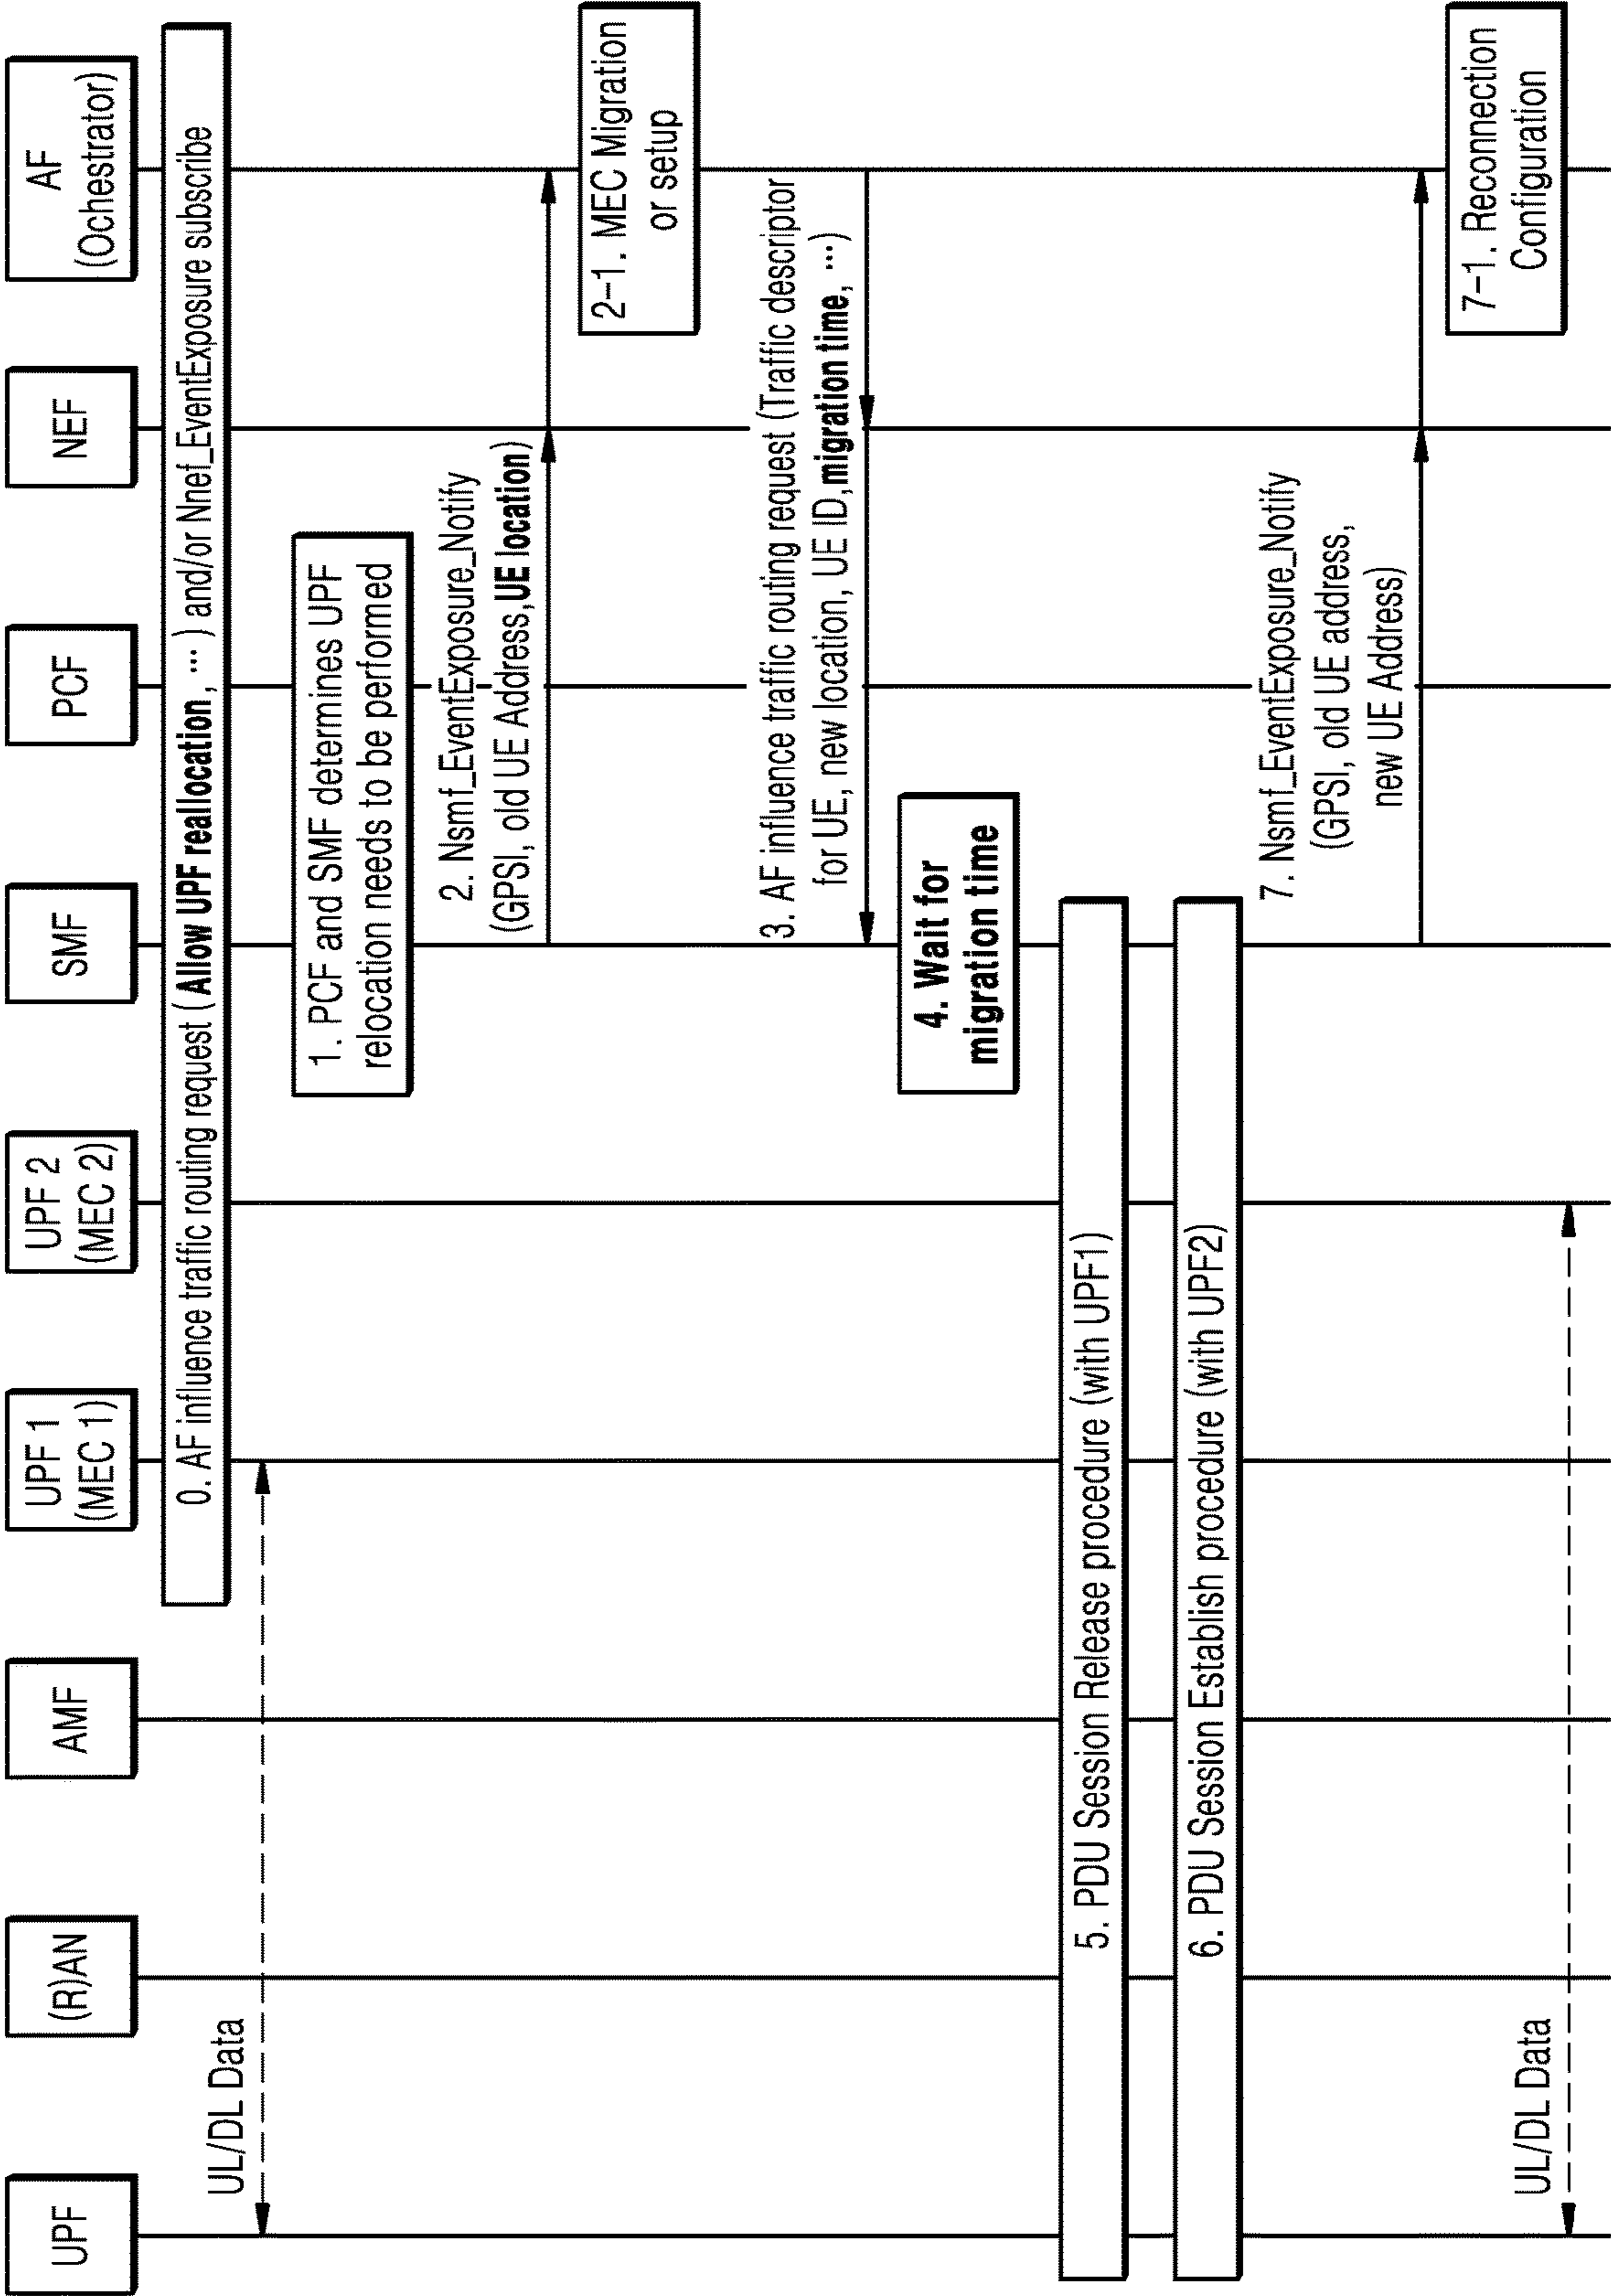 UPF
(R)AN
AMF
UPF 1
(MEC 1)
UPF 2
(MEC 2)
SMF
PCF
NEF
AF
(Ochestrator)
0. AF influence traffic routing request (Allow UPF reallocation, ⋯ ) and/or Nnef_EventExposure subscribe
UL/DL Data
1. PCF and SMF determines UPF
relocation needs to be performed
2. Nsmf_EventExposure_Notify
(GPSI, old UE Address,UE location)
2-1. MEC Migration
or setup
3. AF influence traffic routing request (Traffic descriptor
for UE, new location, UE ID,migration time, ⋯)
4. Wait for
migration time
5. PDU Session Release procedure (with UPF1)
6. PDU Session Establish procedure (with UPF2)
7. Nsmf_EventExposure_Notify
(GPSI, old UE address,
new UE Address)
7-1. Reconnection
Configuration
UL/DL Data